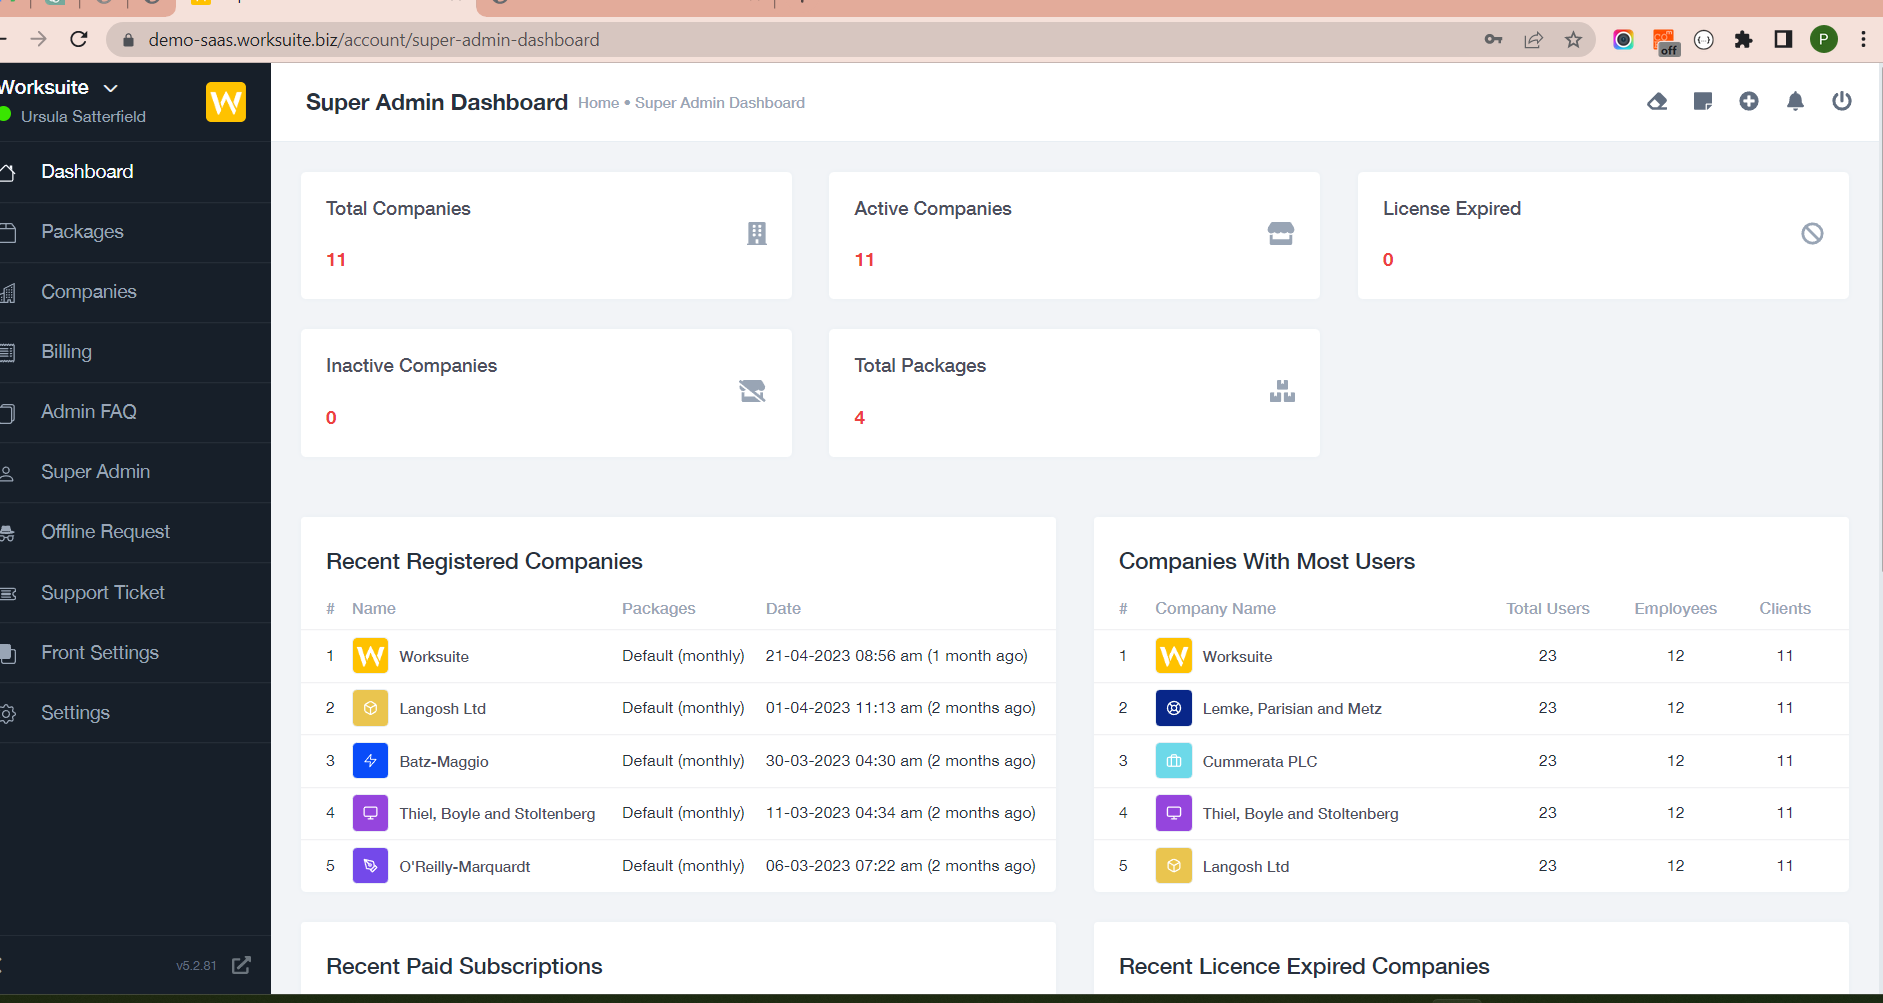 demo-saas.worksuite.biz/account/super-admin-dashboard
off
P
Worksuite
Ursula Satterfield
W
Super Admin Dashboard Home • Super Admin Dashboard
Dashboard
Packages
Companies
Billing
Admin FAQ
Super Admin
Offline Request
Support Ticket
Front Settings
Settings
v5.2.81
Total Companies
11
Active Companies
11
License Expired
0
Inactive Companies
0
Total Packages
4
Recent Registered Companies
# Name Packages Date
1 W Worksuite Default (monthly) 21-04-2023 08:56 am (1 month ago)
2 Langosh Ltd Default (monthly) 01-04-2023 11:13 am (2 months ago)
3 Batz-Maggio Default (monthly) 30-03-2023 04:30 am (2 months ago)
4 Thiel, Boyle and Stoltenberg Default (monthly) 11-03-2023 04:34 am (2 months ago)
5 O'Reilly-Marquardt Default (monthly) 06-03-2023 07:22 am (2 months ago)
Companies With Most Users
# Company Name Total Users Employees Clients
1 W Worksuite 23 12 11
2 Lemke, Parisian and Metz 23 12 11
3 Cummerata PLC 23 12 11
4 Thiel, Boyle and Stoltenberg 23 12 11
5 Langosh Ltd 23 12 11
Recent Paid Subscriptions
Recent Licence Expired Companies